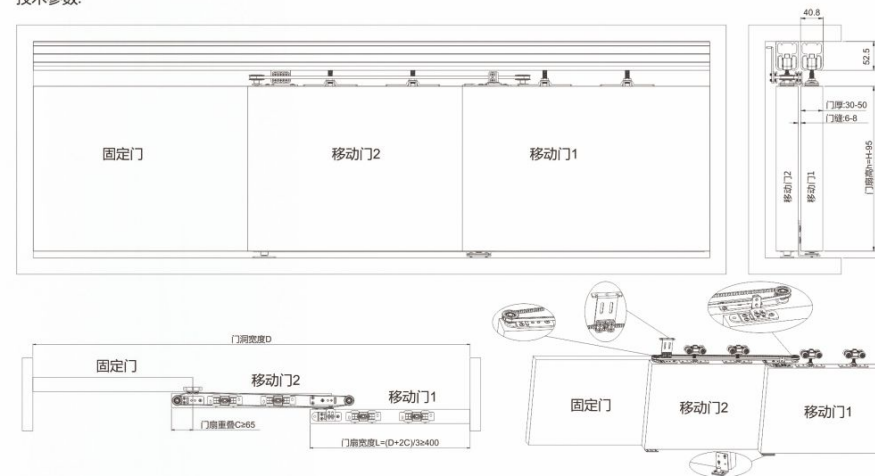 技术参数:
40.8
52.5
门厚:30-50
门缝:6-8
固定门
移动门2
移动门1
移动门2
移动门1
门扇高h=H-95
门洞宽度D
固定门
移动门2
移动门1
门扇重叠C≥65
门扇宽度L=(D+2C)/3≥400
固定门
移动门2
移动门1